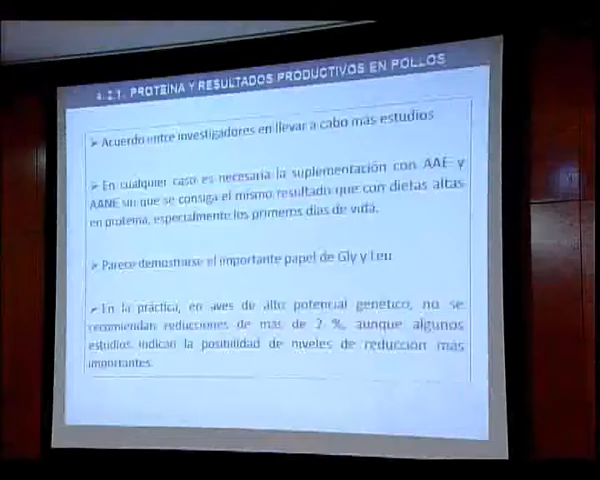 4.2.1. PROTEÍNA Y RESULTADOS PRODUCTIVOS EN POLLOS
➢ Acuerdo entre investigadores en llevar a cabo más estudios
➢ En cualquier caso es necesaria la suplementación con AAE y
AANE sin que se consiga el mismo resultado que con dietas altas
en proteína, especialmente los primeros días de vida.
➢ Parece demostrarse el importante papel de Gly y Leu
➢ En la práctica, en aves de alto potencial genético, no se
recomiendan reducciones de más de 2 %, aunque algunos
estudios indican la posibilidad de niveles de reducción más
importantes.